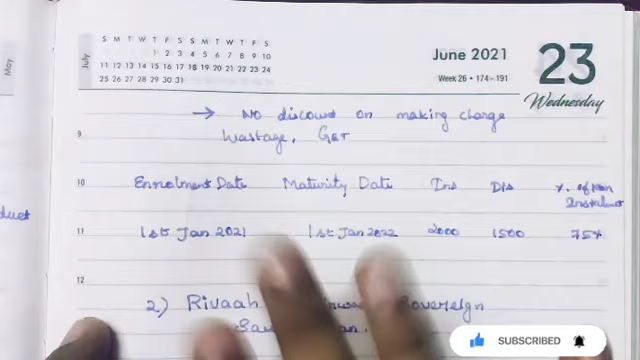 May
July
S M T W T F S S M T W T F S
1 2 3 4 5 6 7 8 9 10
11 12 13 14 15 16 17 18 19 20 21 22 23 24
25 26 27 28 29 30 31
June 2021
Week 26 • 174-191
23
Wednesday
→ No discount on making charge
Wastage, GST
9
10
Enrolment Date Maturity Date Ins Dis %. of
11
1st Jan 2021 1st Jan 2022 2000 1500 75%
12
2) Rivaah Sovereign
SUBSCRIBED